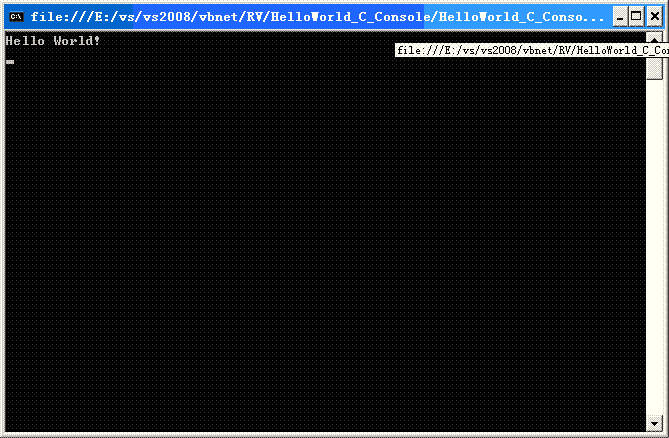 file:///E:/vs/vs2008/vbnet/RV/HelloWorld_C_Console/HelloWorld_C_Conso...
Hello World!
file:///E:/vs/vs2008/vbnet/RV/HelloWorld_C_Con